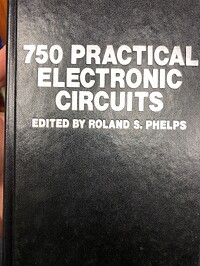 750 PRACTICAL
ELECTRONIC
CIRCUITS
EDITED BY ROLAND S. PHELPS